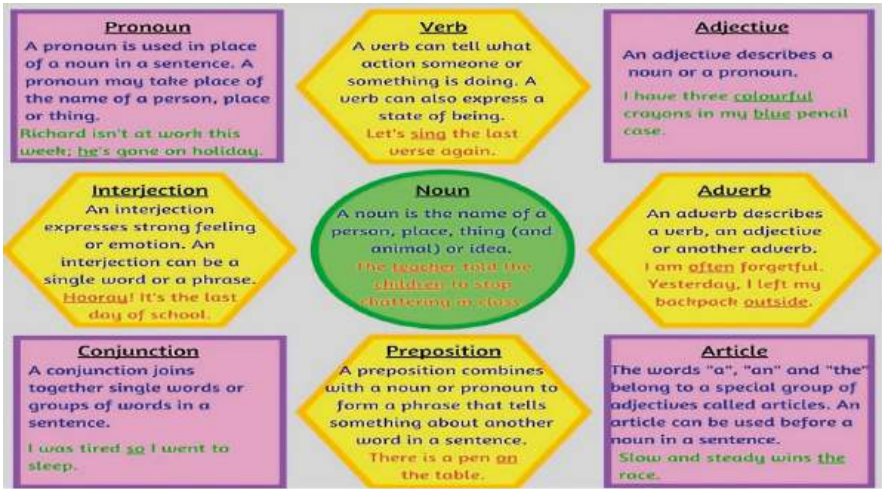 Pronoun
A pronoun is used in place
of a noun in a sentence. A
pronoun may take place of
the name of a person, place
or thing.
Richard isn't at work this
week; he's gone on holiday.
Verb
A verb can tell what
action someone or
something is doing. A
verb can also express a
state of being.
Let's sing the last
verse again.
Adjective
An adjective describes a
noun or a pronoun.
I have three colourful
crayons in my blue pencil
case.
Interjection
An interjection
expresses strong feeling
or emotion. An
interjection can be a
single word or a phrase.
Hooray! It's the last
day of school.
Noun
A noun is the name of a
person, place, thing (and
animal) or idea.
The teacher told the
children to stop
chattering in class.
Adverb
An adverb describes
a verb, an adjective
or another adverb.
I am often forgetful.
Yesterday, I left my
backpack outside.
Conjunction
A conjunction joins
together single words or
groups of words in a
sentence.
I was tired so I went to
sleep.
Preposition
A preposition combines
with a noun or pronoun to
form a phrase that tells
something about another
word in a sentence.
There is a pen on
the table.
Article
The words "a", "an" and "the"
belong to a special group of
adjectives called articles. An
article can be used before a
noun in a sentence.
Slow and steady wins the
race.